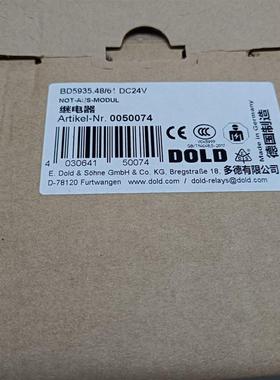 BD5935.48/61 DC24V
NOT-AUS-MODUL
继电器
Artikel-Nr. 0050074
4 030641 50074
CE
CCC
DOLD
Made in Germany
德国制造
E. Dold & Söhne GmbH & Co. KG, Bregstraße 18, 多德有限公司
D-78120 Furtwangen www.dold.com dold-relays@dold.com